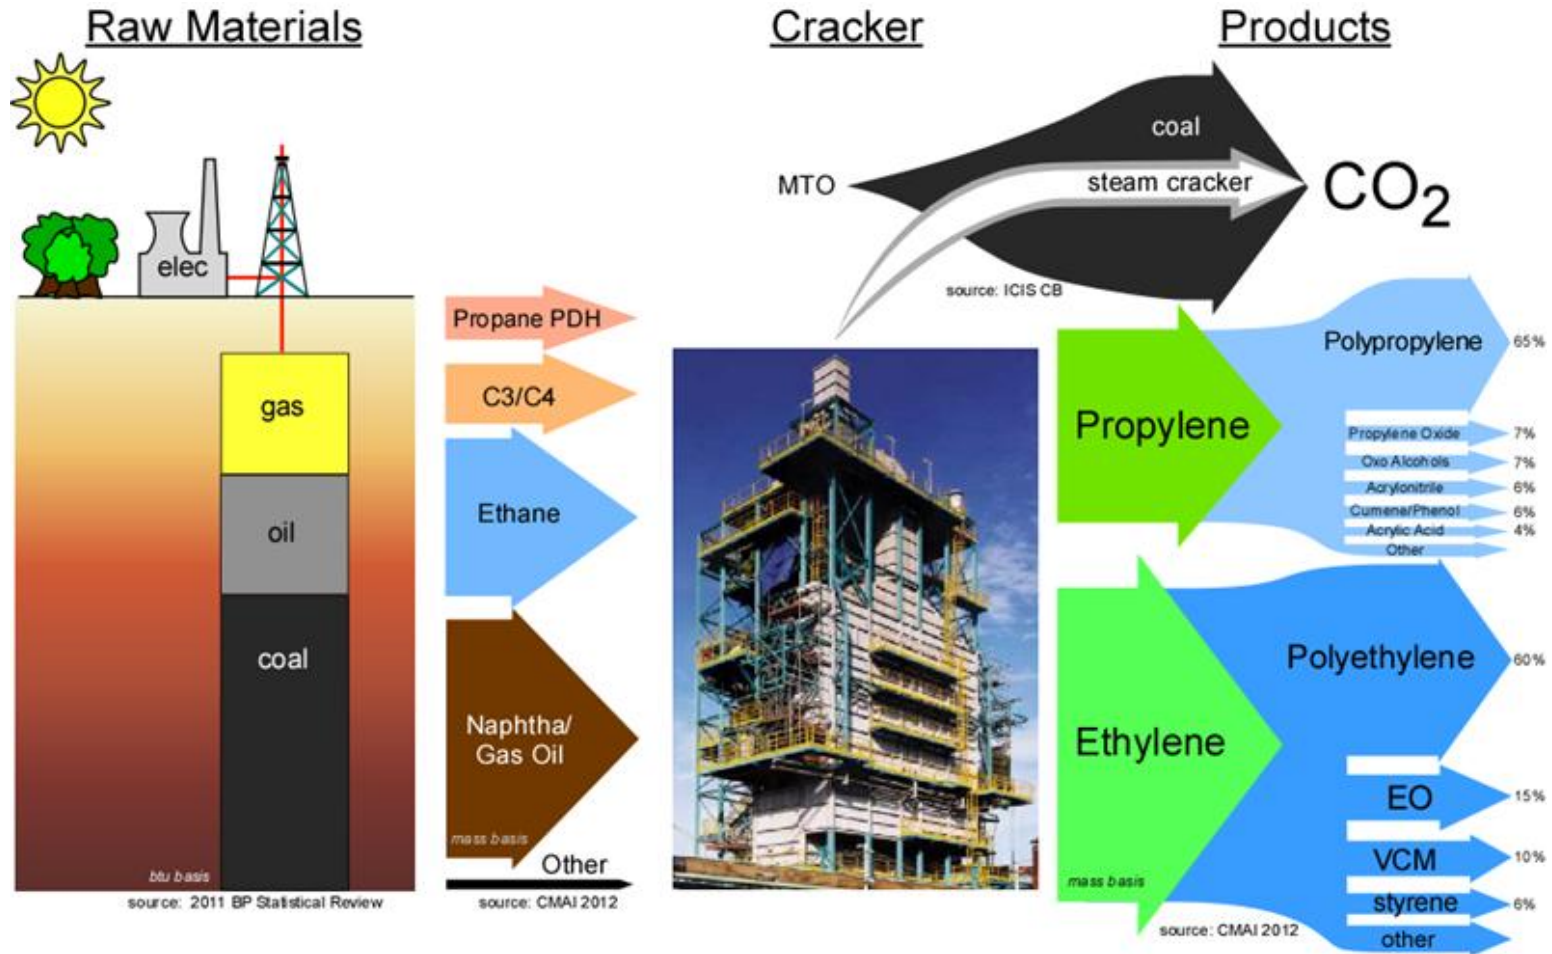 Raw Materials
Cracker
Products
elec
gas
oil
coal
btu basis
source: 2011 BP Statistical Review
Propane PDH
C3/C4
Ethane
Naphtha/
Gas Oil
mass basis
Other
source: CMAI 2012
MTO
coal
steam cracker
CO2
source: ICIS CB
Propylene
Polypropylene
65%
Propylene Oxide
7%
Oxo Alcohols
7%
Acrylonitrile
6%
Cumene/Phenol
6%
Acrylic Acid
4%
Other
Ethylene
mass basis
Polyethylene
60%
EO
15%
VCM
10%
styrene
6%
other
source: CMAI 2012